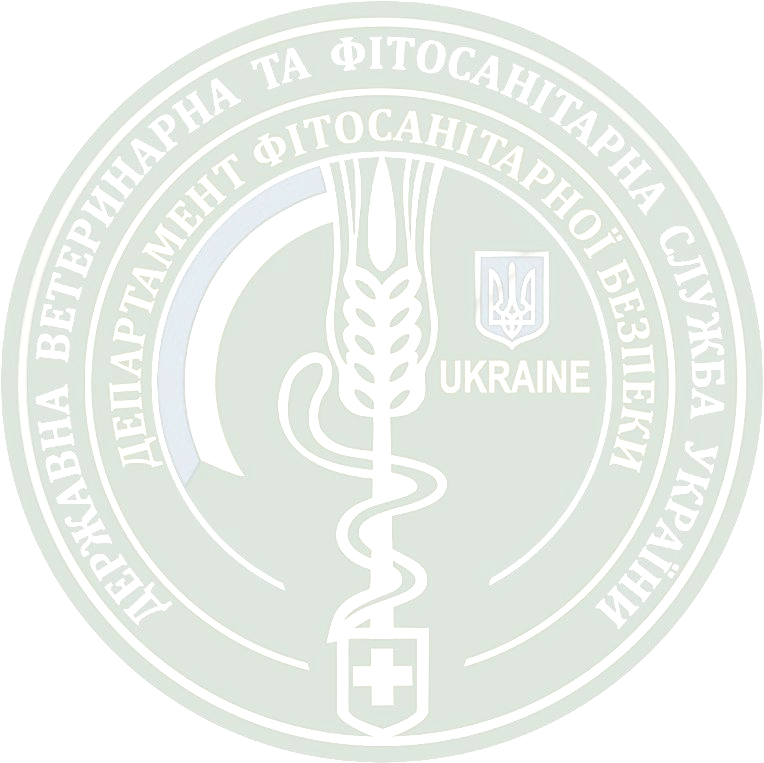 ДЕРЖАВНА ВЕТЕРИНАРНА ТА ФІТОСАНІТАРНА СЛУЖБА УКРАЇНИ
ДЕПАРТАМЕНТ ФІТОСАНІТАРНОЇ БЕЗПЕКИ
UKRAINE